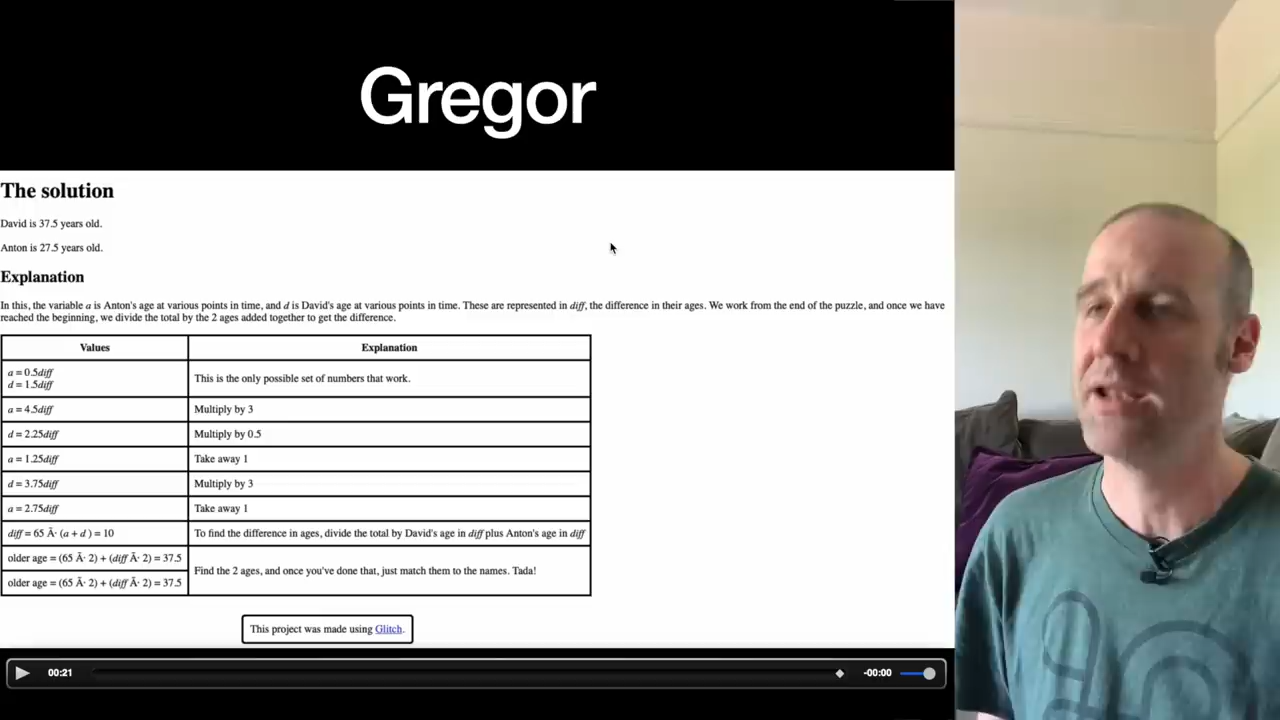 Gregor
The solution
David is 37.5 years old.
Anton is 27.5 years old.
Explanation
In this, the variable a is Anton's age at various points in time, and d is David's age at various points in time. These are represented in diff, the difference in their ages. We work from the end of the puzzle, and once we have
reached the beginning, we divide the total by the 2 ages added together to get the difference.
Values Explanation
a = 0.5diff
d = 1.5diff
This is the only possible set of numbers that work.
a = 4.5diff Multiply by 3
d = 2.25diff Multiply by 0.5
a = 1.25diff Take away 1
d = 3.75diff Multiply by 3
a = 2.75diff Take away 1
diff = 65 Ã· (a + d ) = 10 To find the difference in ages, divide the total by David's age in diff plus Anton's age in diff
older age = (65 Ã· 2) + (diff Ã· 2) = 37.5
older age = (65 Ã· 2) + (diff Ã· 2) = 37.5
Find the 2 ages, and once you've done that, just match them to the names. Tada!
This project was made using Glitch.
00:21 -00:00